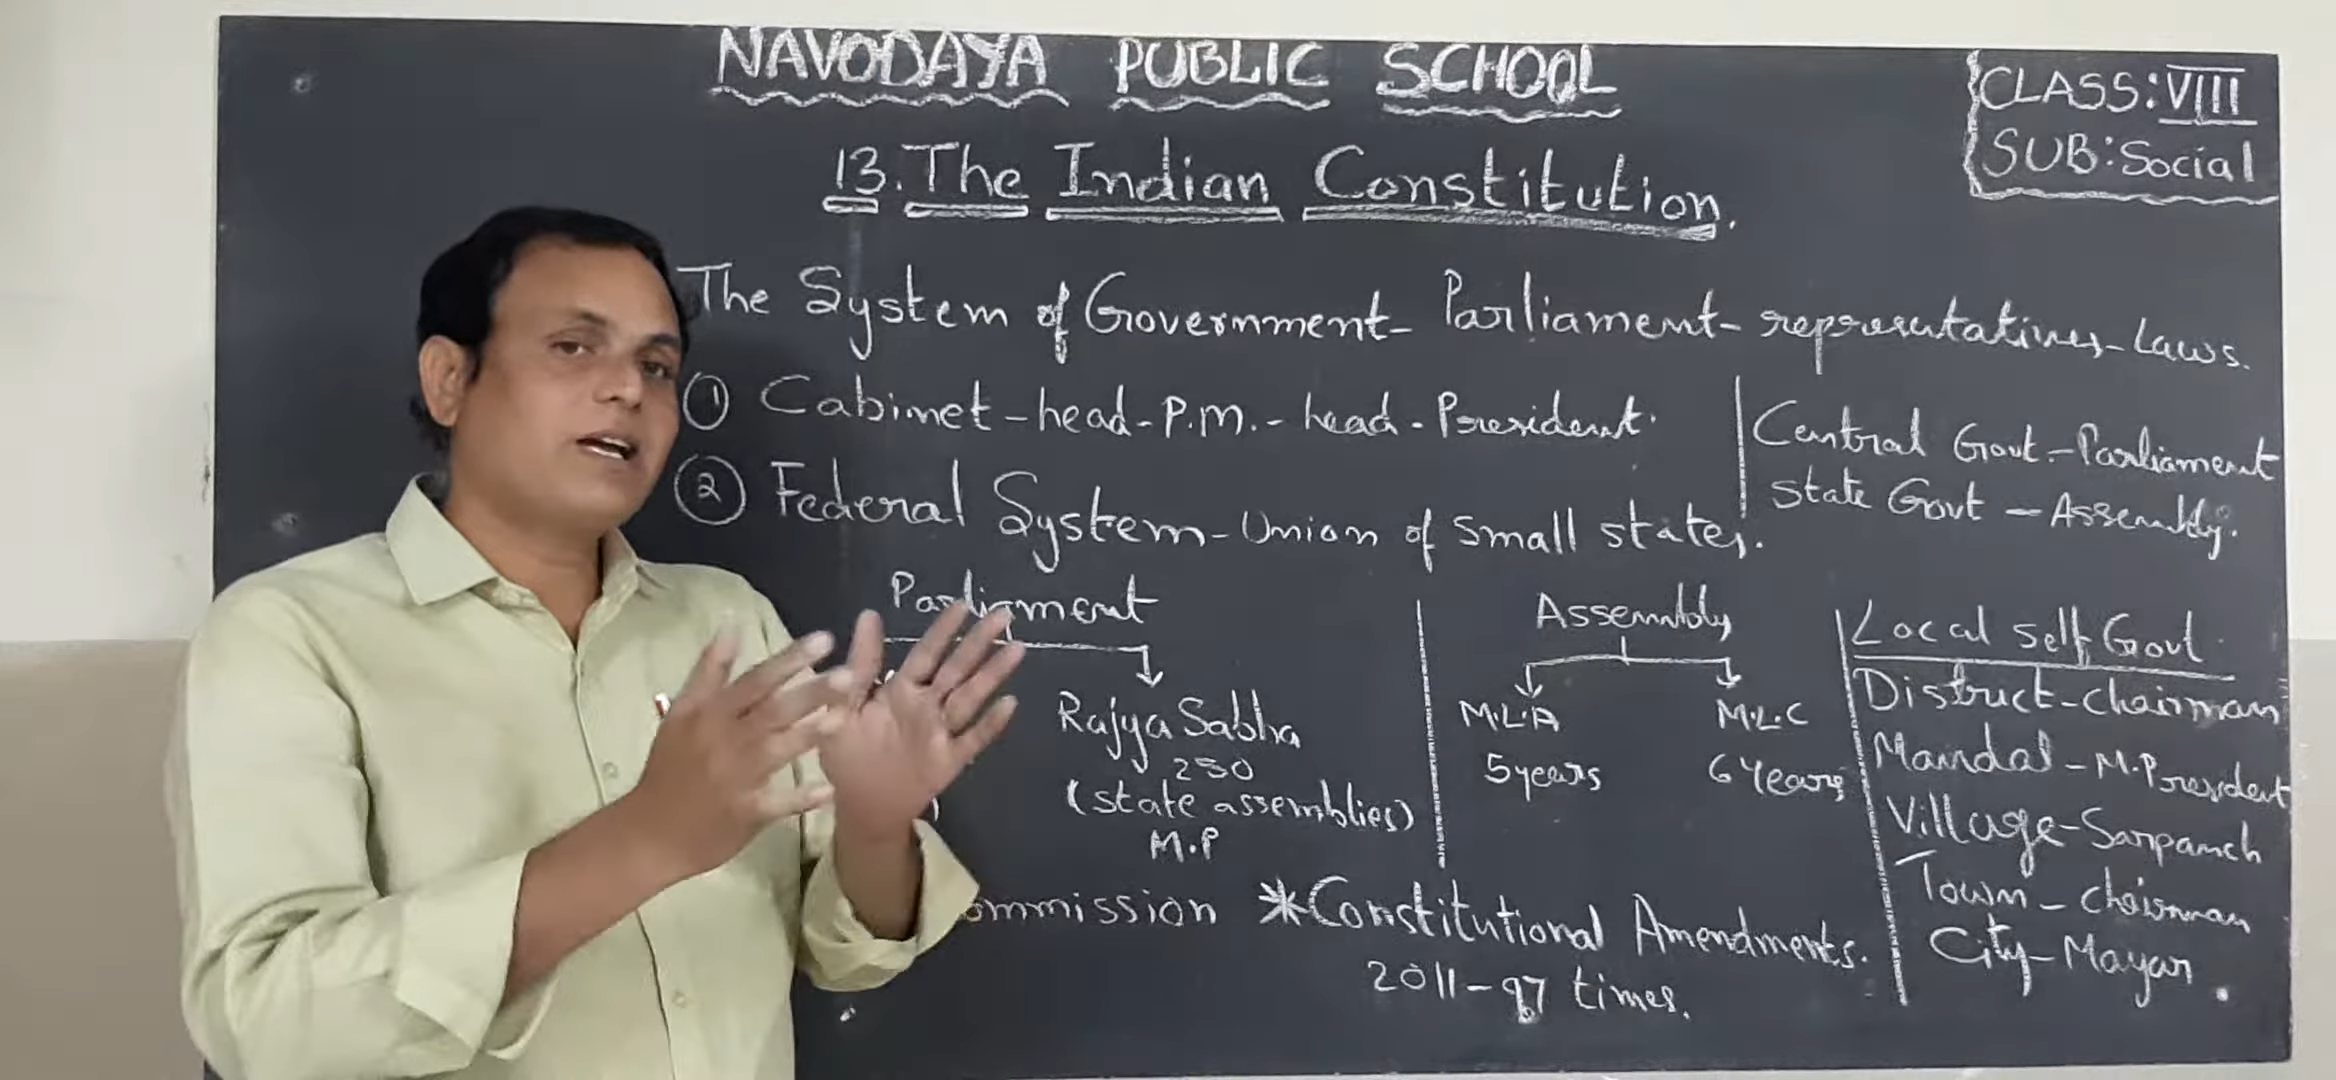 NAVODAYA PUBLIC SCHOOL
CLASS: VIII
SUB: Social
13. The Indian Constitution.
The System of Government - Parliament - representatives - Laws.
① Cabinet - head - P.M. - head - President.
② Federal System - Union of small states.
Central Govt. - Parliament
State Govt - Assembly.
Parliament
Rajya Sabha
250
(state assemblies)
M.P
Assembly
M.L.A
M.L.C
5 years
6 Years
Local self Govt.
District - Chairman
Mandal - M. President
Village - Sarpanch
Town - Chairman
City - Mayor.
ommission
*Constitutional Amendments.
2011 - 97 times.